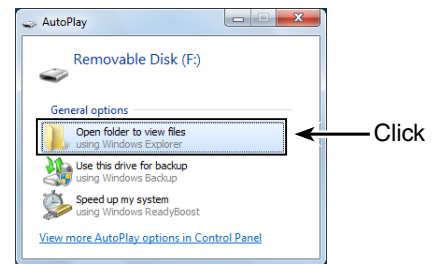 AutoPlay
Removable Disk (F:)
General options
Open folder to view files
using Windows Explorer
Click
Use this drive for backup
using Windows Backup
Speed up my system
using Windows ReadyBoost
View more AutoPlay options in Control Panel